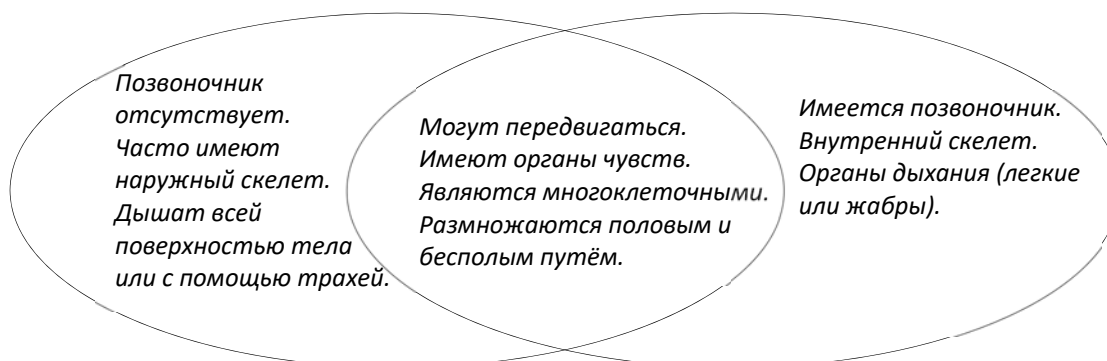 Позвоночник
отсутствует.
Часто имеют
наружный скелет.
Дышат всей
поверхностью тела
или с помощью трахей.
Могут передвигаться.
Имеют органы чувств.
Являются многоклеточными.
Размножаются половым и
бесполым путём.
Имеется позвоночник.
Внутренний скелет.
Органы дыхания (легкие
или жабры).